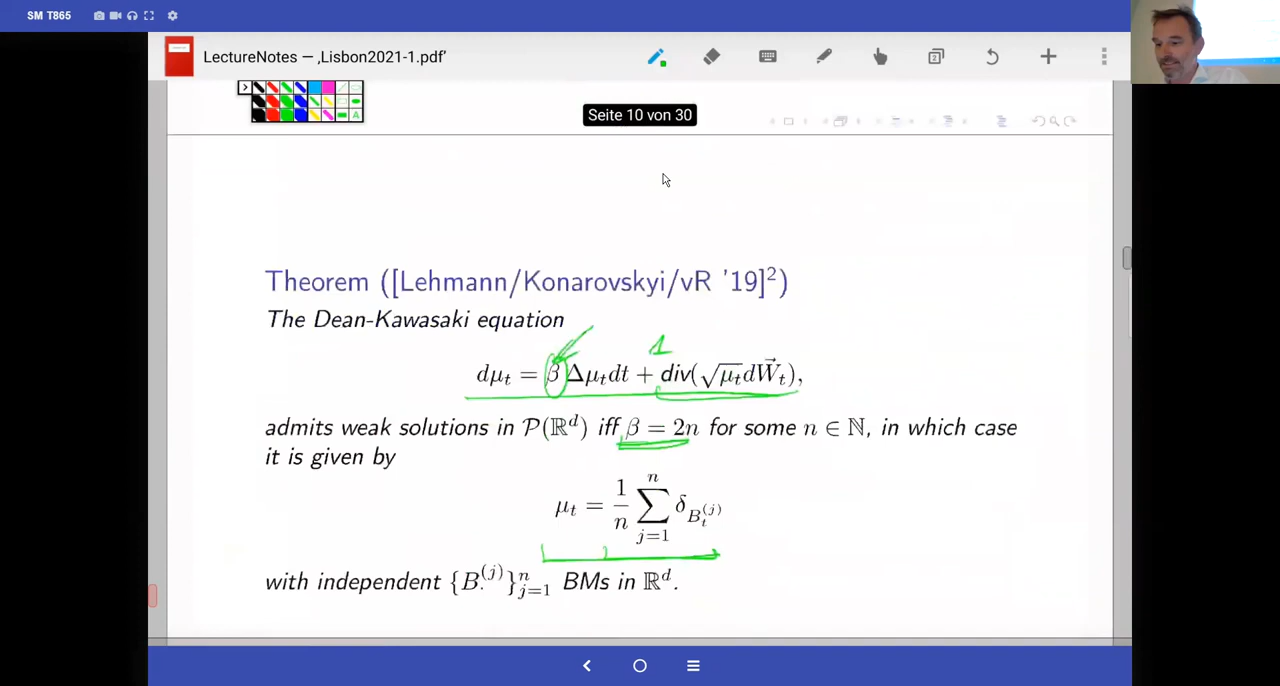 SM T865
LectureNotes — ‚Lisbon2021-1.pdf‘
Seite 10 von 30
Theorem ([Lehmann/Konarovskyi/vR '19]²)
The Dean-Kawasaki equation
1
dμ_t = β Δμ_t dt + div(√μ_t dW⃗_t),
admits weak solutions in 𝒫(ℝ^d) iff β = 2n for some n ∈ ℕ, in which case
it is given by
μ_t = 1/n ∑_{j=1}^{n} δ_{B_t^{(j)}}
with independent {B_·^{(j)}}_{j=1}^n BMs in ℝ^d.